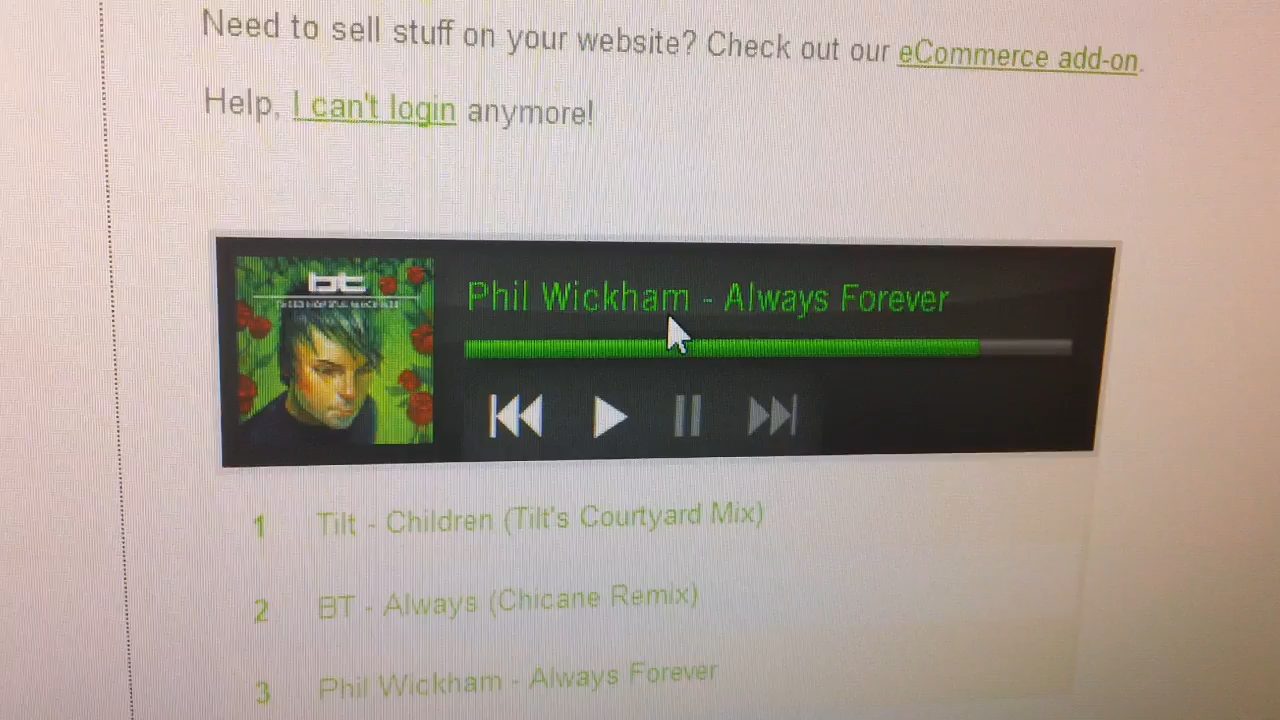 Need to sell stuff on your website? Check out our eCommerce add-on.
Help, I can't login anymore!
bt
Phil Wickham - Always Forever
1 Tilt - Children (Tilt's Courtyard Mix)
2 BT - Always (Chicane Remix)
3 Phil Wickham - Always Forever